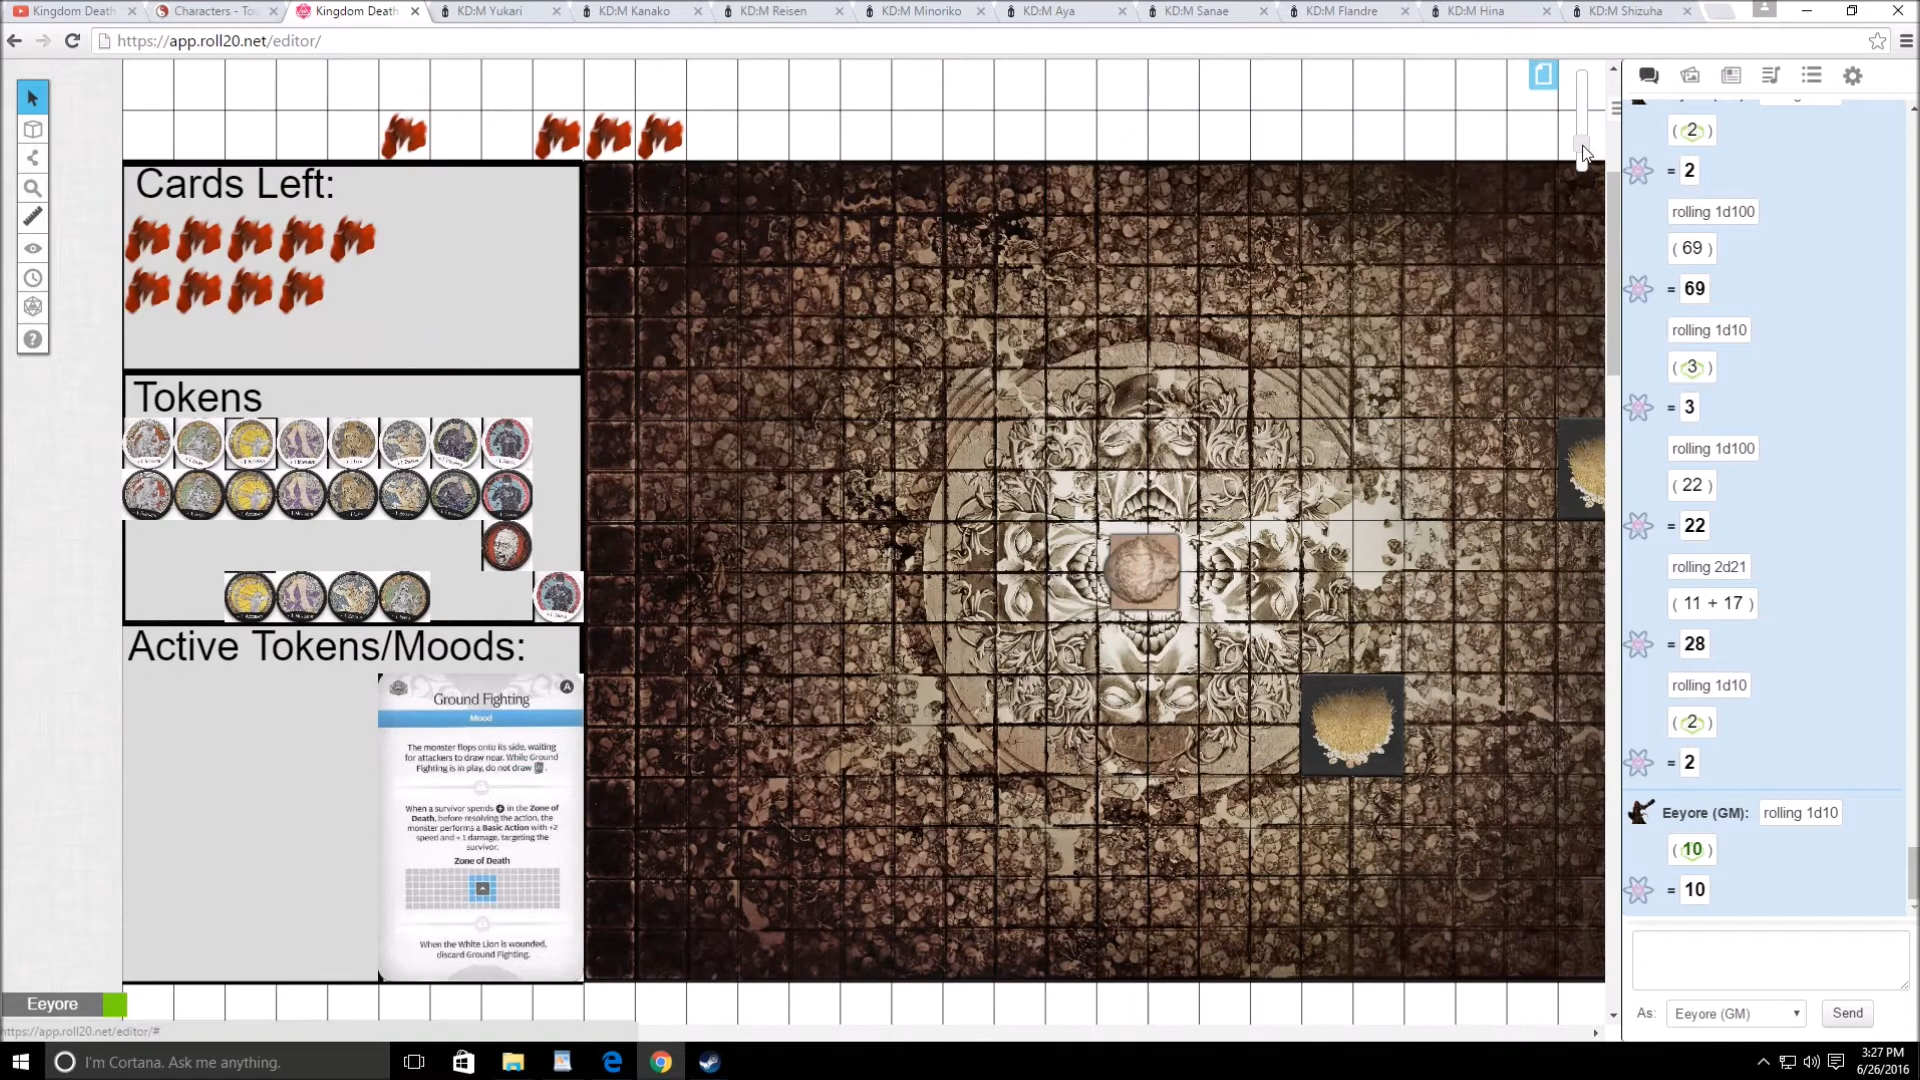 Kingdom Death
Characters - Tou
Kingdom Death
KD:M Yukari
KD:M Kanako
KD:M Reisen
KD:M Minoriko
KD:M Aya
KD:M Sanae
KD:M Flandre
KD:M Hina
KD:M Shizuha
https://app.roll20.net/editor/
Cards Left:
Tokens
Active Tokens/Moods:
Ground Fighting
A
Mood
The monster flops onto its side, waiting
for attackers to draw near. While Ground
Fighting is in play, do not draw
When a survivor spends in the Zone of
Death, before resolving the action, the
monster performs a Basic Action with +2
speed and +1 damage, targeting the
survivor.
Zone of Death
When the White Lion is wounded,
discard Ground Fighting.
Eeyore
https://app.roll20.net/editor/#
( 2 )
= 2
rolling 1d100
( 69 )
= 69
rolling 1d10
( 3 )
= 3
rolling 1d100
( 22 )
= 22
rolling 2d21
( 11 + 17 )
= 28
rolling 1d10
( 2 )
= 2
Eeyore (GM): rolling 1d10
( 10 )
= 10
As: Eeyore (GM) Send
I'm Cortana. Ask me anything.
3:27 PM
6/26/2016